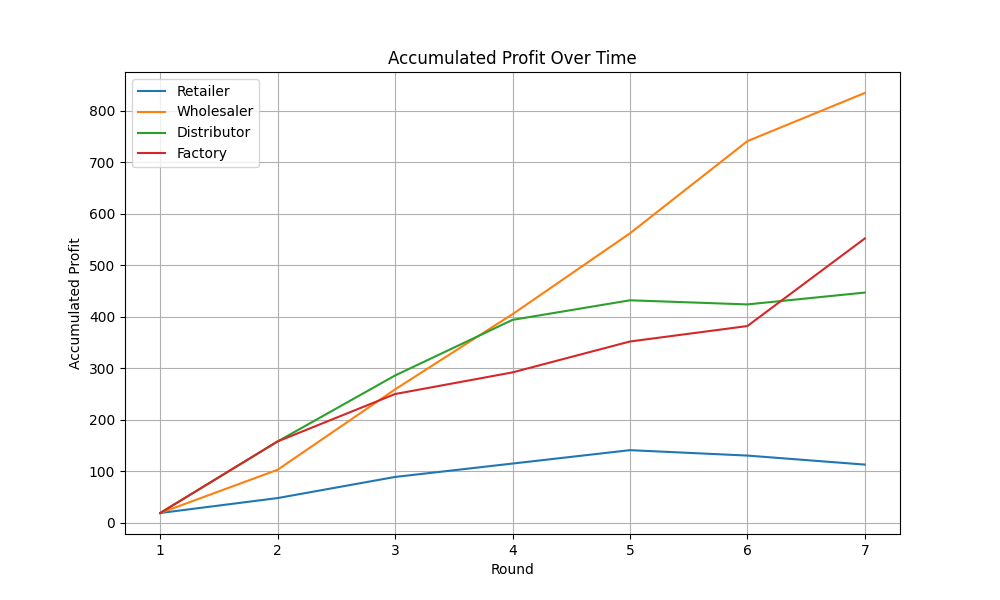 Accumulated Profit Over Time
Retailer
Wholesaler
Distributor
Factory
Accumulated Profit
800
700
600
500
400
300
200
100
0
1 2 3 4 5 6 7
Round